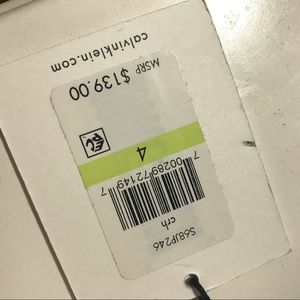 S68JP246
crh
7 00289 72149 7
4
MSRP $139.00
calvinklein.com